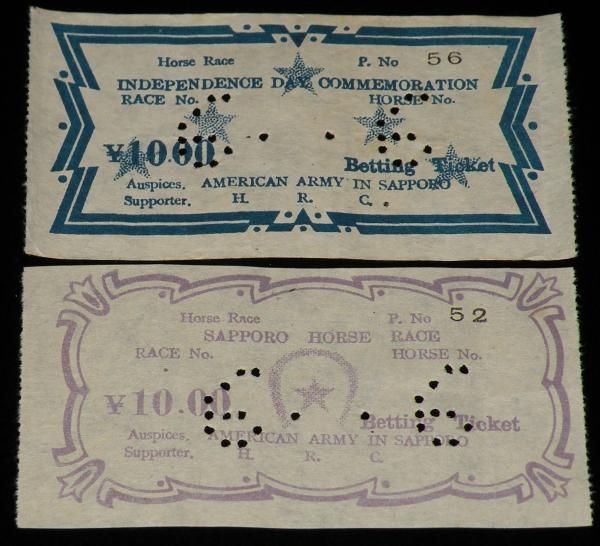 Horse Race P. No 56
INDEPENDENCE DAY COMMEMORATION
RACE No. HORSE No.
¥10.00 Betting Ticket
Auspices. AMERICAN ARMY IN SAPPORO
Supporter. H. R. C.
Horse Race P. No 52
SAPPORO HORSE RACE
RACE No. HORSE No.
¥10.00 Betting Ticket
Auspices. AMERICAN ARMY IN SAPPORO
Supporter. H. R. C.